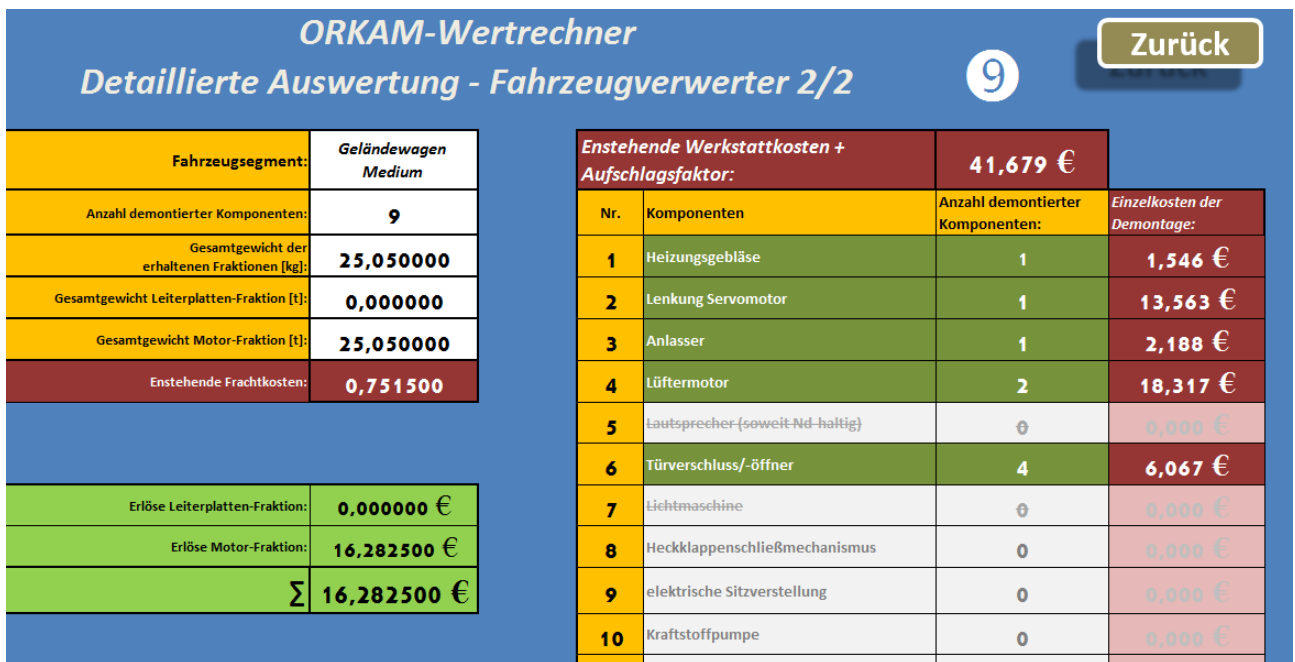 ORKAM-Wertrechner
Detaillierte Auswertung - Fahrzeugverwerter 2/2
9
Zurück
Fahrzeugsegment:
Geländewagen
Medium
Anzahl demontierter Komponenten:
9
Gesamtgewicht der
erhaltenen Fraktionen [kg]:
25,050000
Gesamtgewicht Leiterplatten-Fraktion [t]:
0,000000
Gesamtgewicht Motor-Fraktion [t]:
25,050000
Enstehende Frachtkosten:
0,751500
Erlöse Leiterplatten-Fraktion:
0,000000 €
Erlöse Motor-Fraktion:
16,282500 €
∑
16,282500 €
Enstehende Werkstattkosten +
Aufschlagsfaktor:
41,679 €
Nr.
Komponenten
Anzahl demontierter
Komponenten:
Einzelkosten der
Demontage:
1 Heizungsgebläse 1 1,546 €
2 Lenkung Servomotor 1 13,563 €
3 Anlasser 1 2,188 €
4 Lüftermotor 2 18,317 €
5 Lautsprecher (soweit Nd-haltig) 0 0,000 €
6 Türverschluss/-öffner 4 6,067 €
7 Lichtmaschine 0 0,000 €
8 Heckklappenschließmechanismus 0 0,000 €
9 elektrische Sitzverstellung 0 0,000 €
10 Kraftstoffpumpe 0 0,000 €